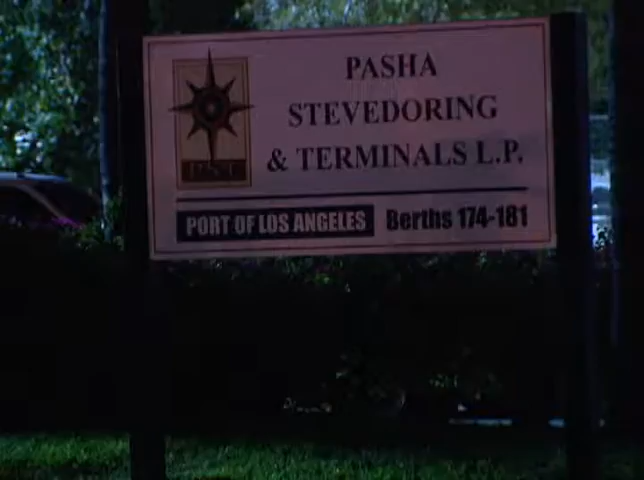 PASHA
STEVEDORING
& TERMINALS L.P.
PORT OF LOS ANGELES Berths 174-181